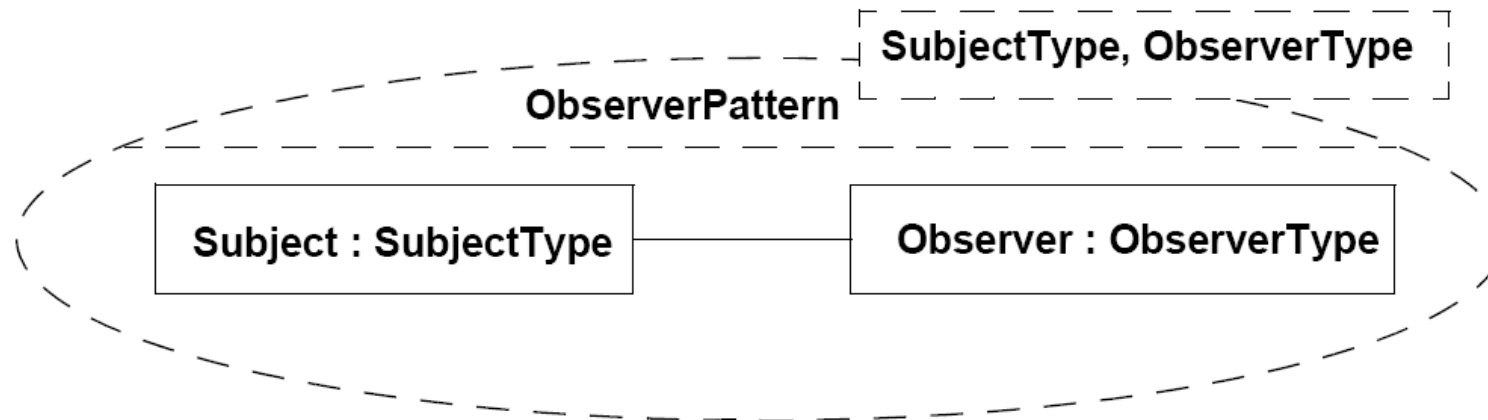 SubjectType, ObserverType
ObserverPattern
Subject : SubjectType
Observer : ObserverType